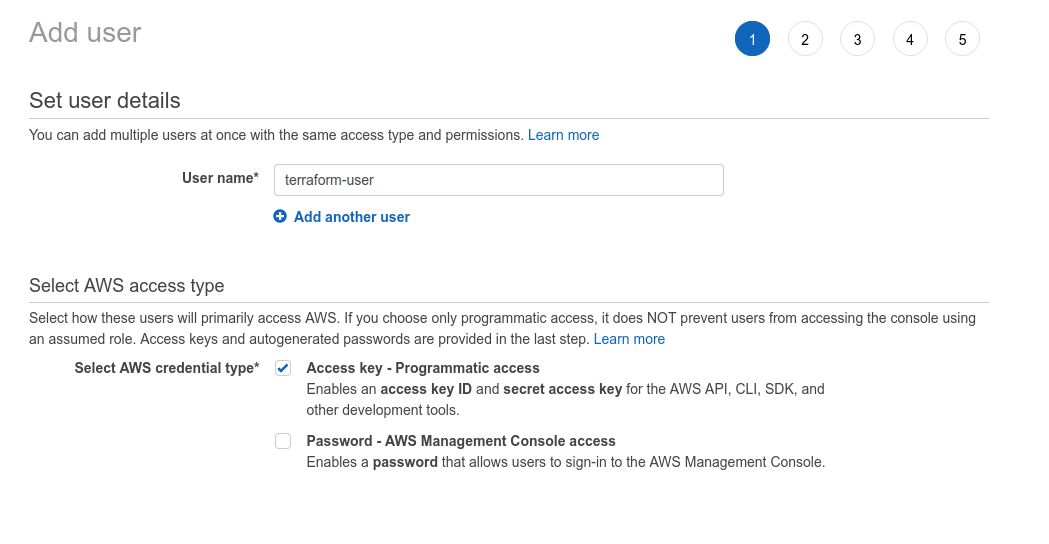 Add user
1 2 3 4 5
Set user details
You can add multiple users at once with the same access type and permissions. Learn more
User name* terraform-user
Add another user
Select AWS access type
Select how these users will primarily access AWS. If you choose only programmatic access, it does NOT prevent users from accessing the console using
an assumed role. Access keys and autogenerated passwords are provided in the last step. Learn more
Select AWS credential type* Access key - Programmatic access
Enables an access key ID and secret access key for the AWS API, CLI, SDK, and
other development tools.
Password - AWS Management Console access
Enables a password that allows users to sign-in to the AWS Management Console.